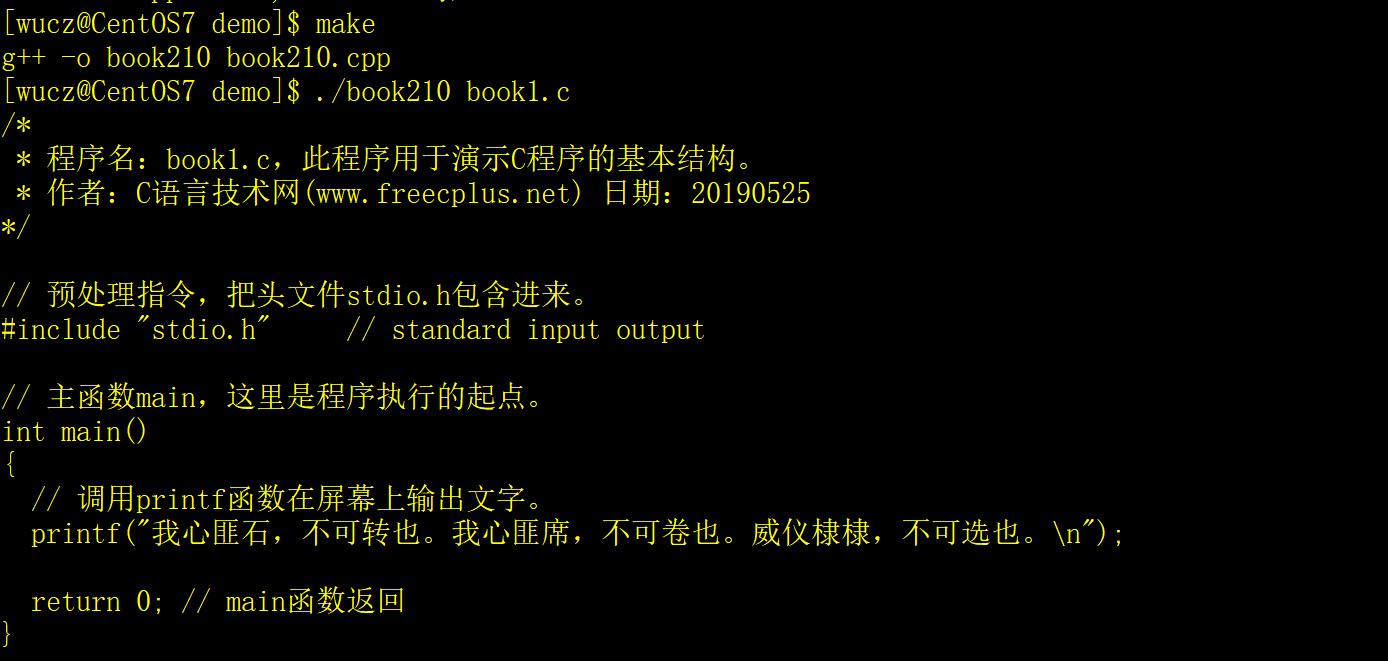 [wucz@CentOS7 demo]$ make
g++ -o book210 book210.cpp
[wucz@CentOS7 demo]$ ./book210 book1.c
/*
 * 程序名：book1.c，此程序用于演示C程序的基本结构。
 * 作者：C语言技术网(www.freecplus.net) 日期：20190525
*/
// 预处理指令，把头文件stdio.h包含进来。
#include "stdio.h"     // standard input output
// 主函数main，这里是程序执行的起点。
int main()
{
  // 调用printf函数在屏幕上输出文字。
  printf("我心匪石，不可转也。我心匪席，不可卷也。威仪棣棣，不可选也。\n");
  return 0; // main函数返回
}